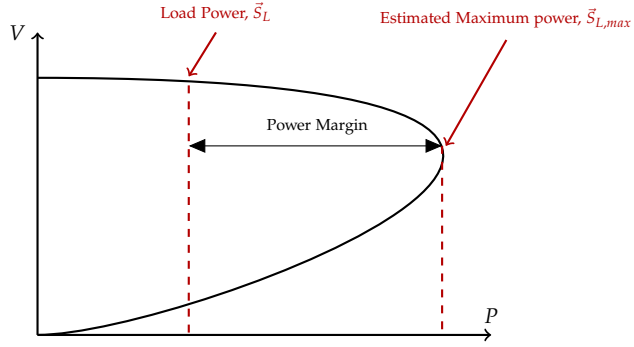 Load Power, $\vec{S}_L$
Estimated Maximum power, $\vec{S}_{L,max}$
V
Power Margin
P